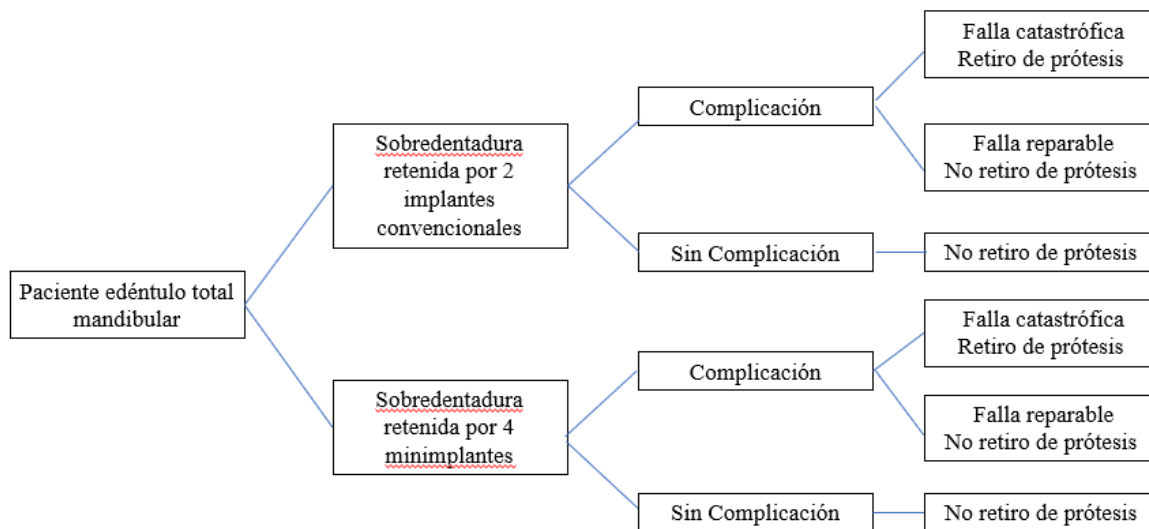 Paciente edéntulo total
mandibular
Sobredentadura
retenida por 2
implantes
convencionales
Complicación
Falla catastrófica
Retiro de prótesis
Falla reparable
No retiro de prótesis
Sin Complicación
No retiro de prótesis
Sobredentadura
retenida por 4
minimplantes
Complicación
Falla catastrófica
Retiro de prótesis
Falla reparable
No retiro de prótesis
Sin Complicación
No retiro de prótesis